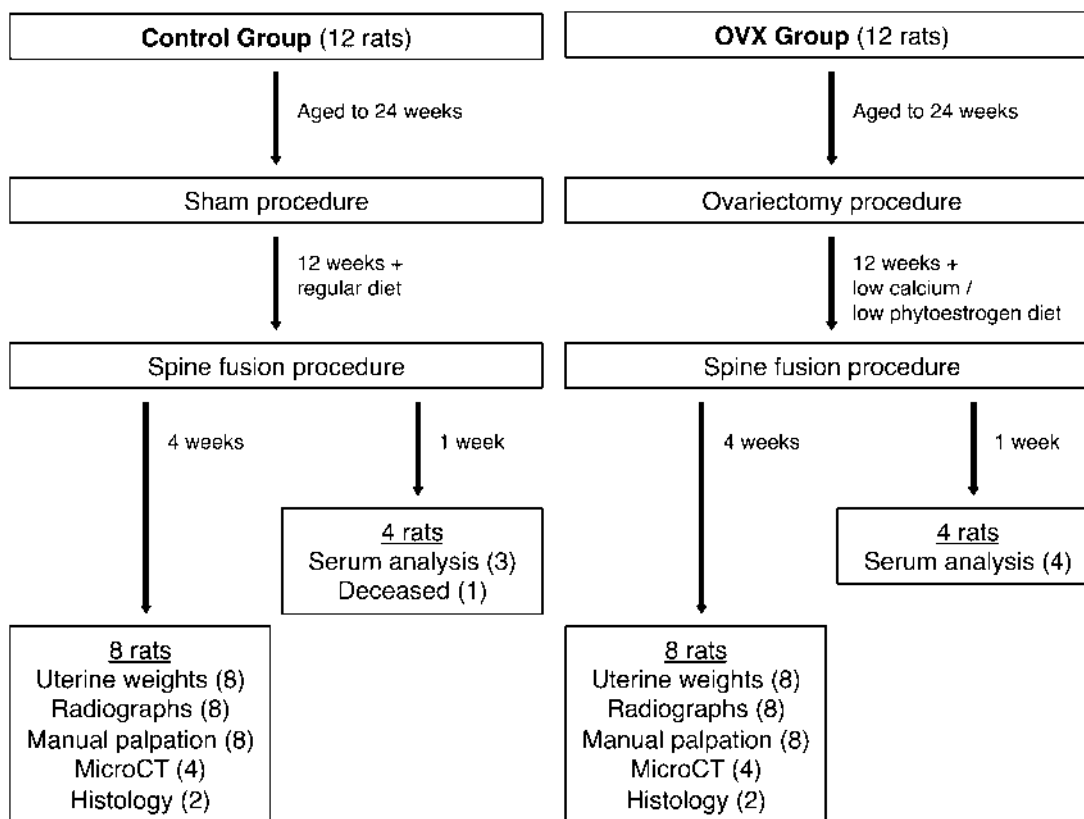 Control Group (12 rats)
Aged to 24 weeks
Sham procedure
12 weeks +
regular diet
Spine fusion procedure
4 weeks
1 week
4 rats
Serum analysis (3)
Deceased (1)
8 rats
Uterine weights (8)
Radiographs (8)
Manual palpation (8)
MicroCT (4)
Histology (2)
OVX Group (12 rats)
Aged to 24 weeks
Ovariectomy procedure
12 weeks +
low calcium /
low phytoestrogen diet
Spine fusion procedure
4 weeks
1 week
4 rats
Serum analysis (4)
8 rats
Uterine weights (8)
Radiographs (8)
Manual palpation (8)
MicroCT (4)
Histology (2)